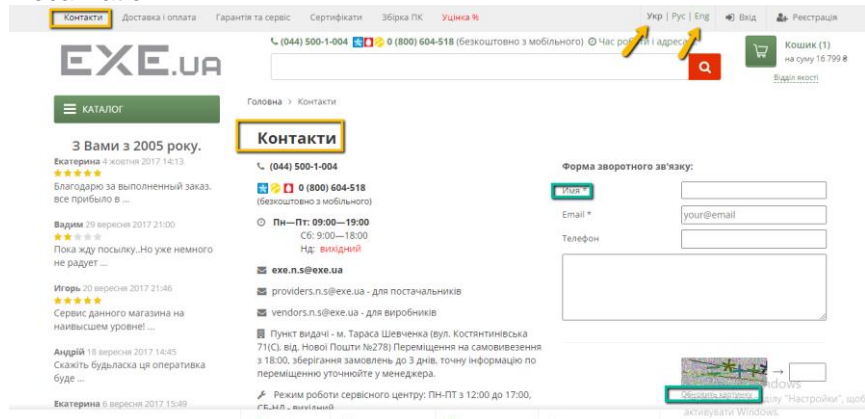 Контакти Доставка і оплата Гарантія та сервіс Сертифікати Збірка ПК Уцінка % Укр | Рус | Eng Вхід Реєстрація
EXE.UA
(044) 500-1-004 0 (800) 604-518 (безкоштовно з мобільного) Час роботи і адреса
Кошик (1)
на суму 16 799 ₴
Відділ якості
КАТАЛОГ
Головна > Контакти
З Вами з 2005 року.
Екатерина 4 жовтня 2017 14:13
Благодарю за выполненный заказ.
все прибыло в ...
Вадим 29 вересня 2017 21:00
Пока жду посылку..Но уже немного
не радует ...
Игорь 20 вересня 2017 21:46
Сервис данного магазина на
наивысшем уровне! ...
Андрій 18 вересня 2017 14:45
Скажіть будьласка ця оперативка
буде ...
Екатерина 6 вересня 2017 15:49
Контакти
(044) 500-1-004
0 (800) 604-518
(безкоштовно з мобільного)
Пн—Пт: 09:00—19:00
Сб: 9:00—18:00
Нд: вихідний
exe.n.s@exe.ua
providers.n.s@exe.ua - для постачальників
vendors.n.s@exe.ua - для виробників
Пункт видачі - м. Тараса Шевченка (вул. Костянтинівська
71(С), від. Нової Пошти №278) Переміщення на самовивезення
з 18:00, зберігання замовлень до 3 днів, точну інформацію по
переміщенню уточнюйте у менеджера.
Режим роботи сервісного центру: ПН-ПТ з 12:00 до 17:00,
СБ-НД - вихідний
Форма зворотного зв'язку:
Имя *
Email * your@email
Телефон
→
Обновить картинку
"Настройки",
активувати Windows.